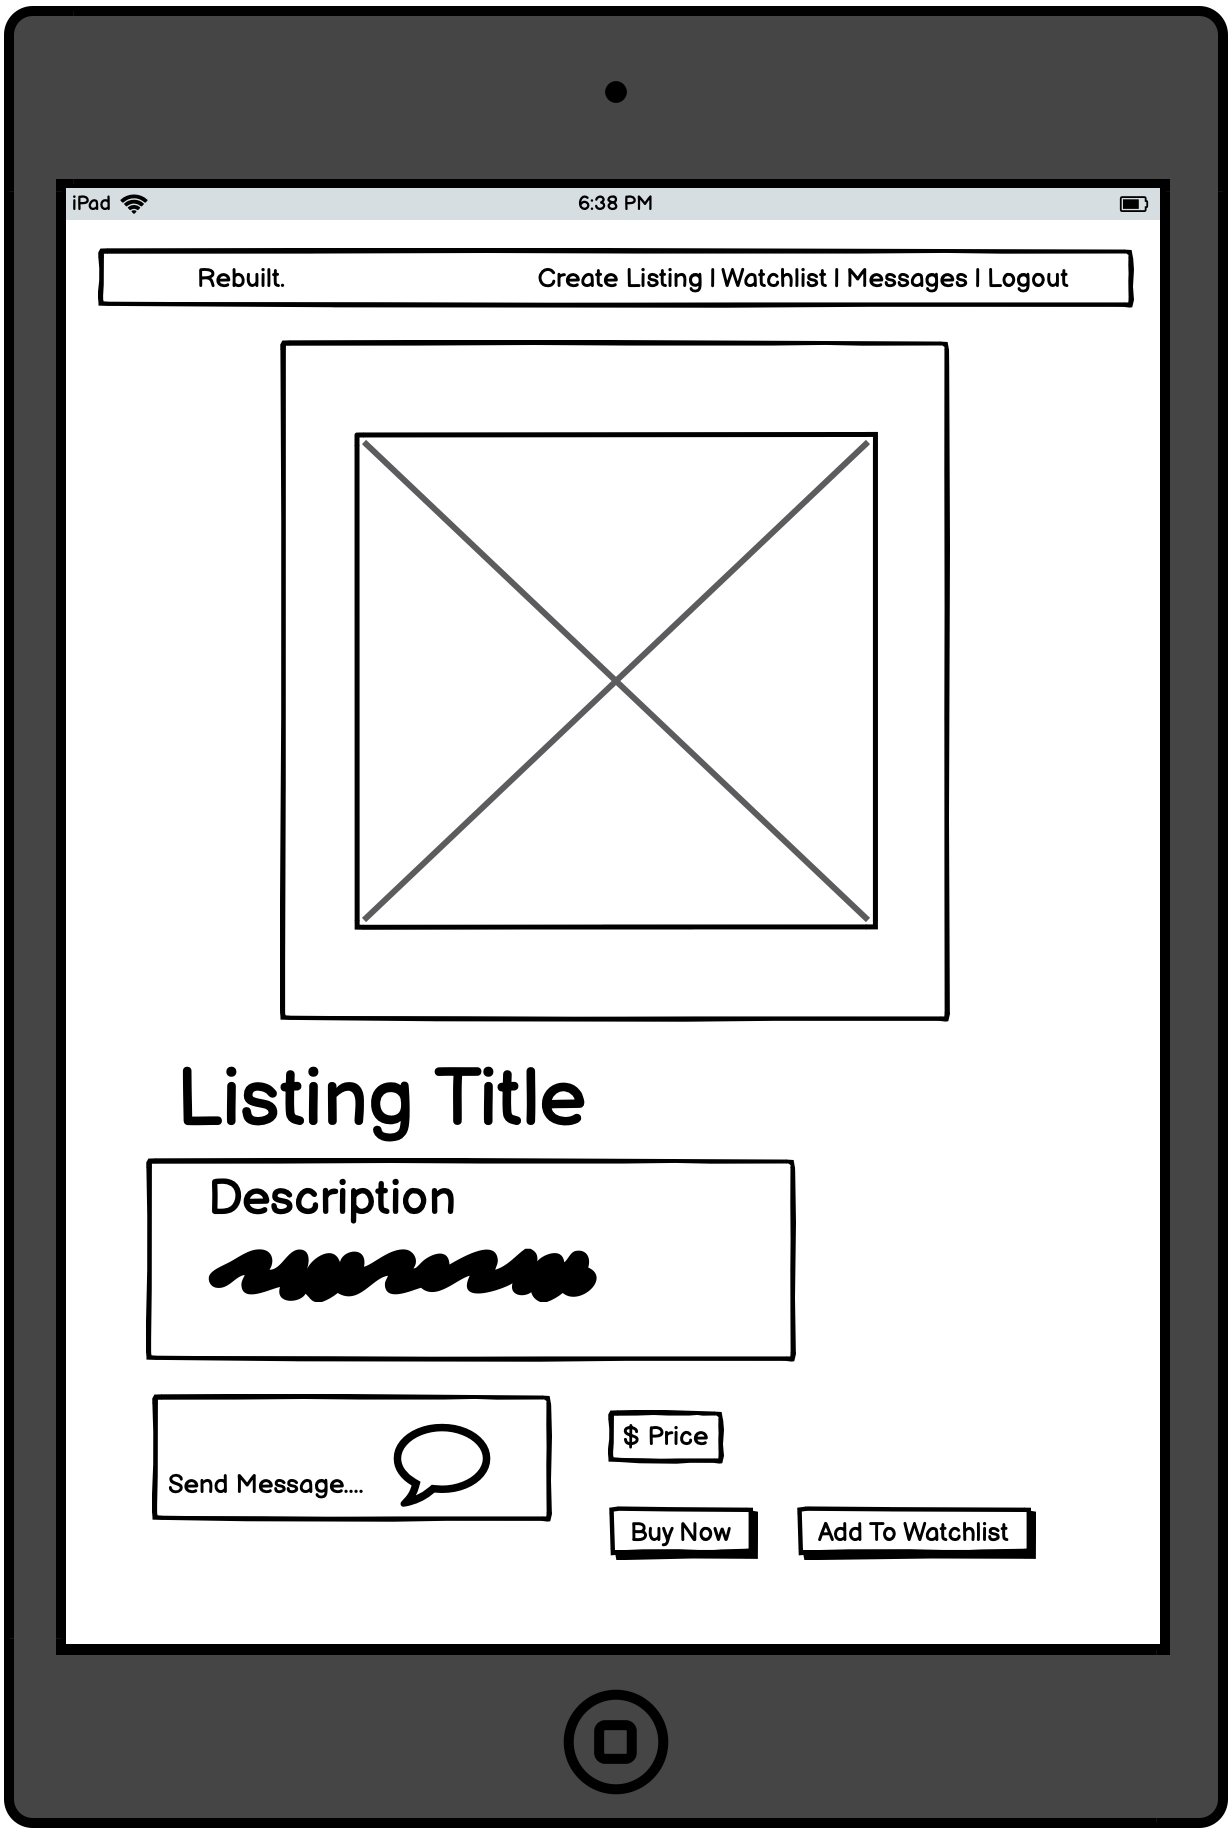 iPad 6:38 PM
Rebuilt. Create Listing | Watchlist | Messages | Logout
Listing Title
Description
Send Message....
$ Price
Buy Now Add To Watchlist